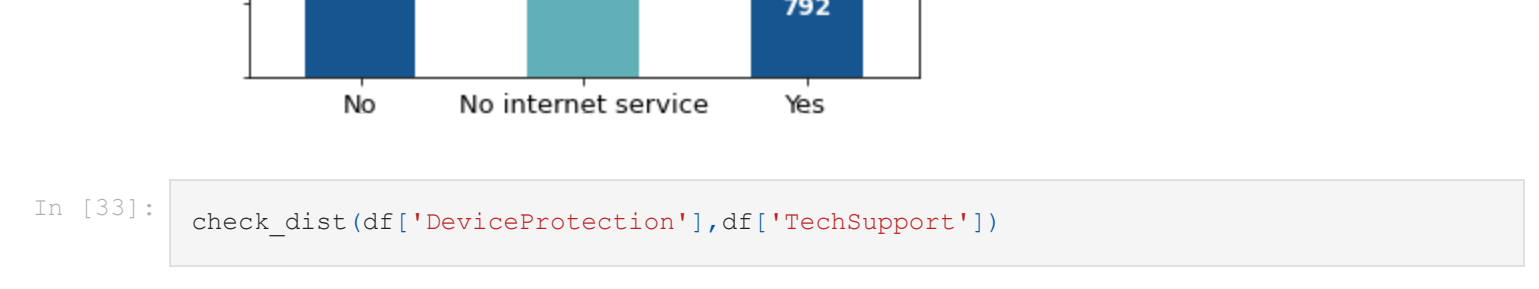 792
No No internet service Yes
In [33]: check_dist(df['DeviceProtection'],df['TechSupport'])